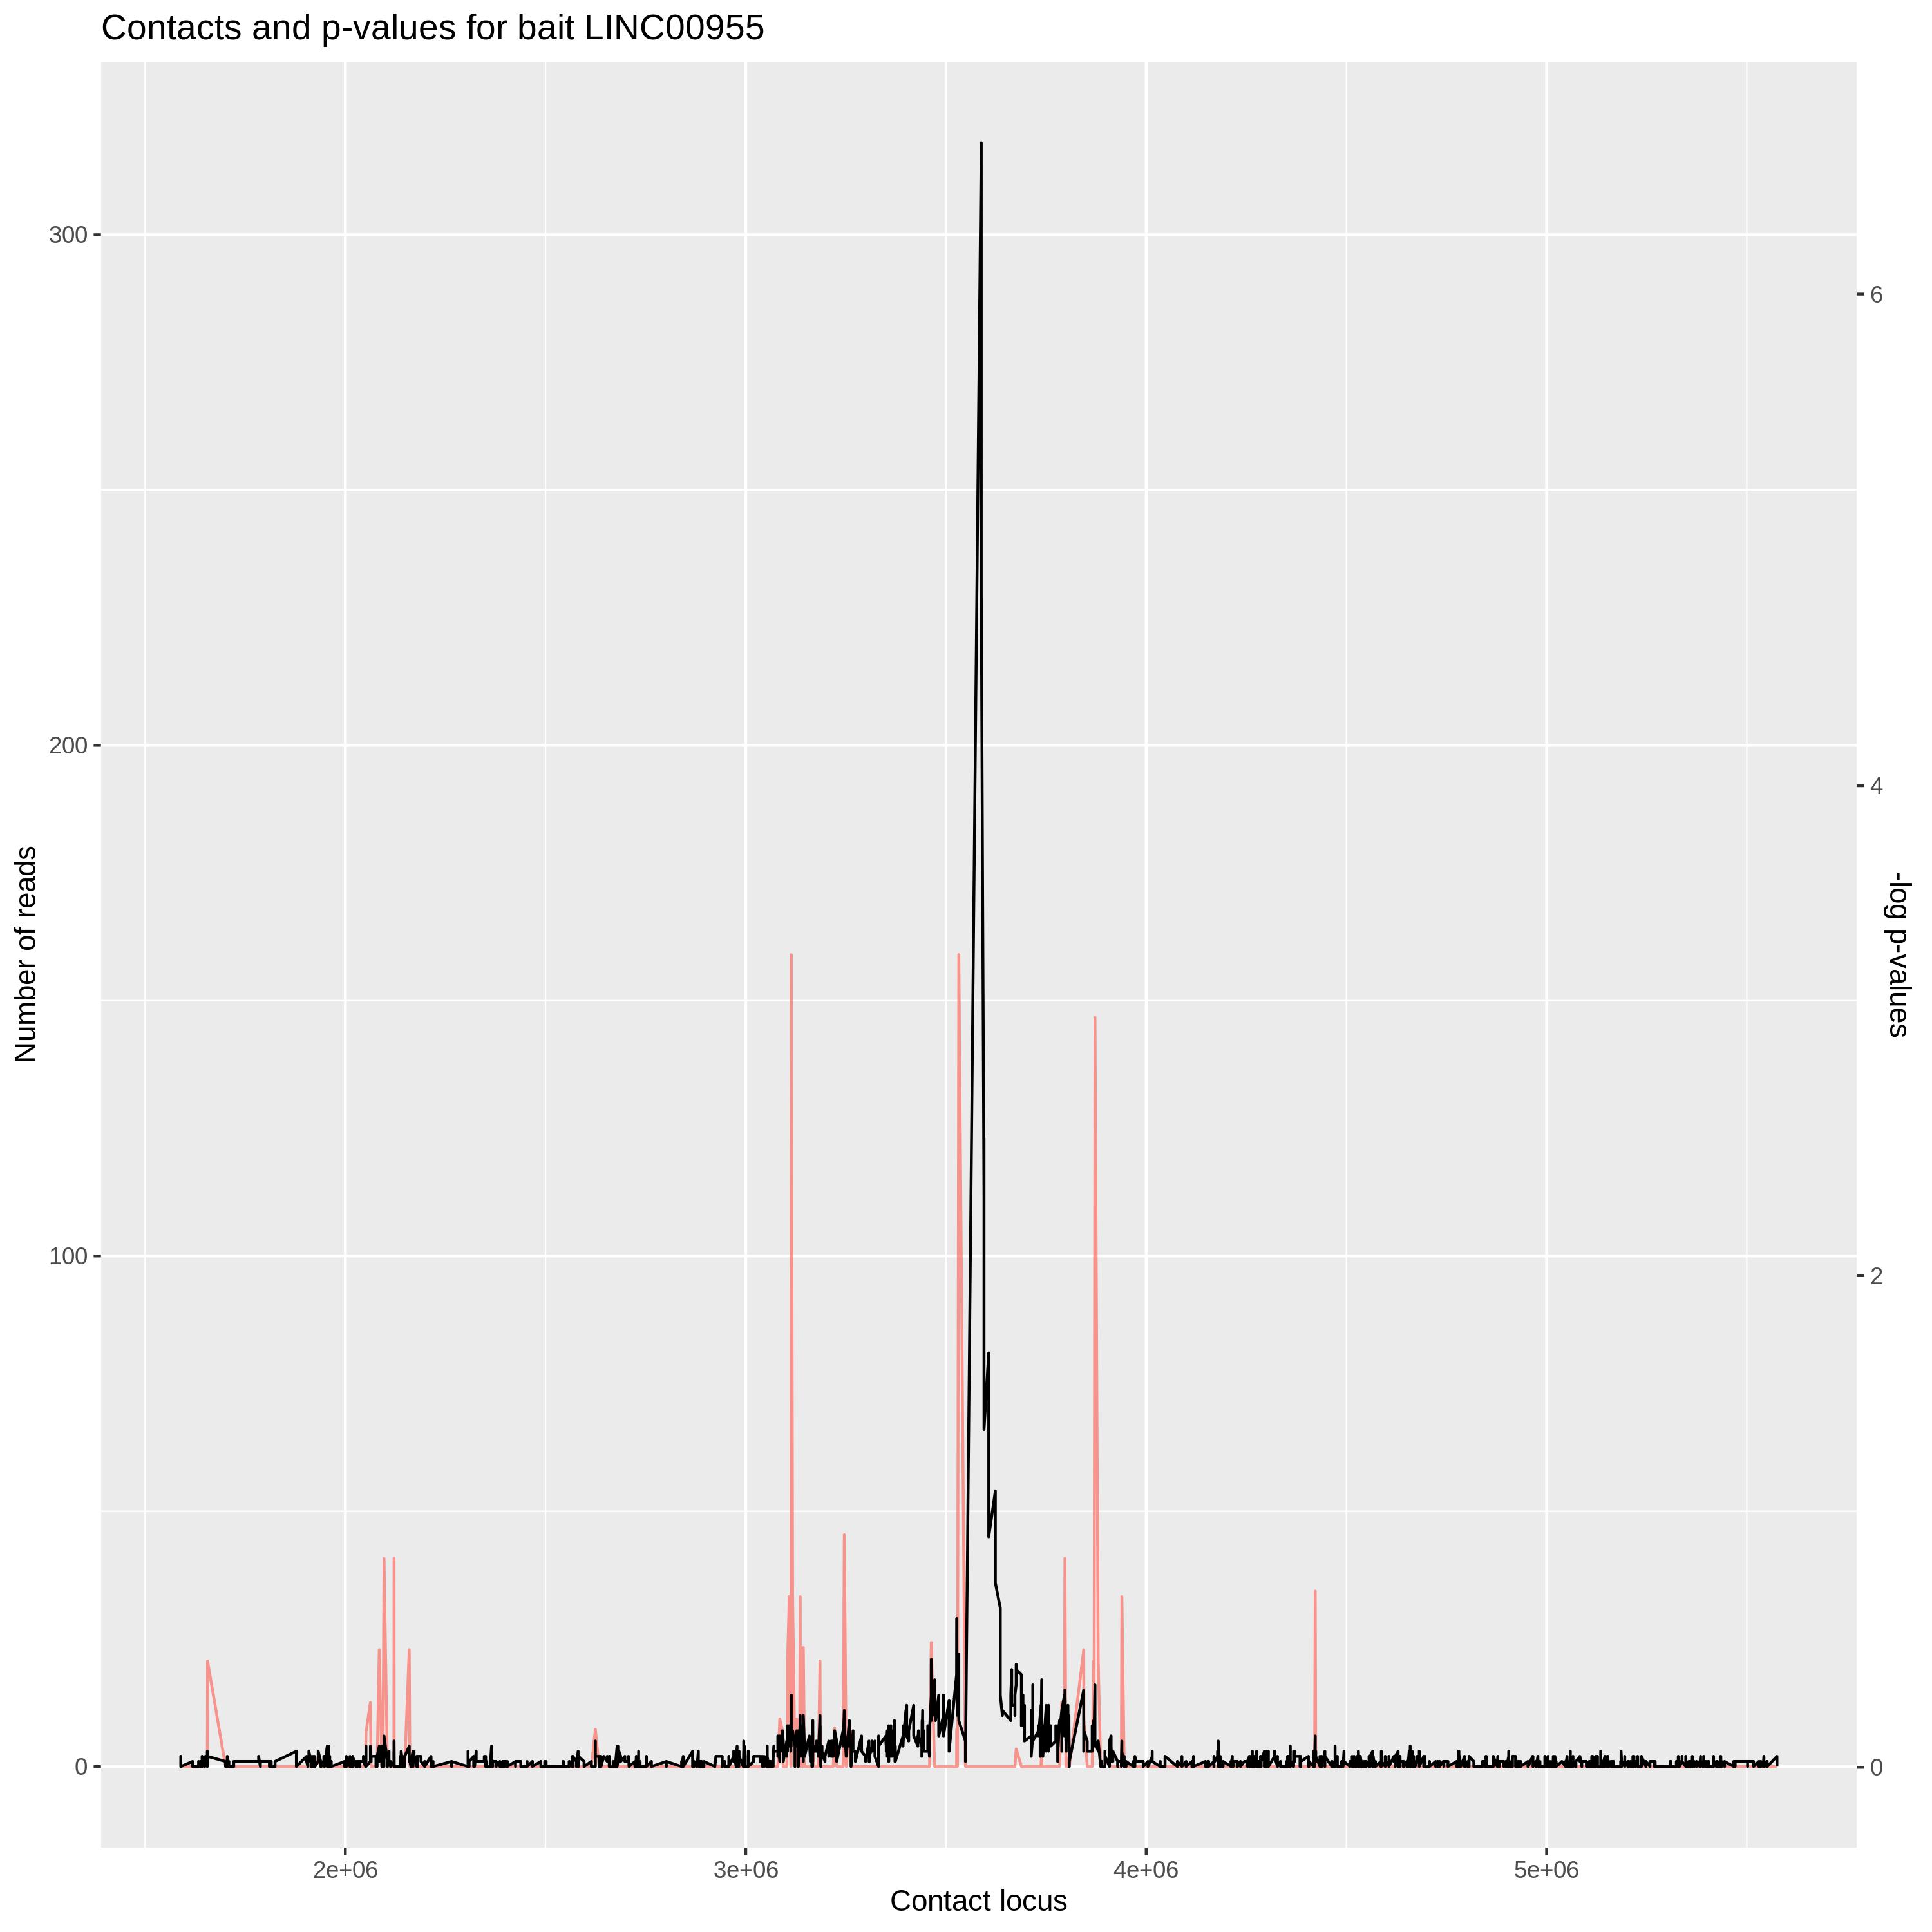 Contacts and p-values for bait LINC00955
300
200
100
0
Number of reads
6
4
2
0
-log p-values
2e+06
3e+06
4e+06
5e+06
Contact locus